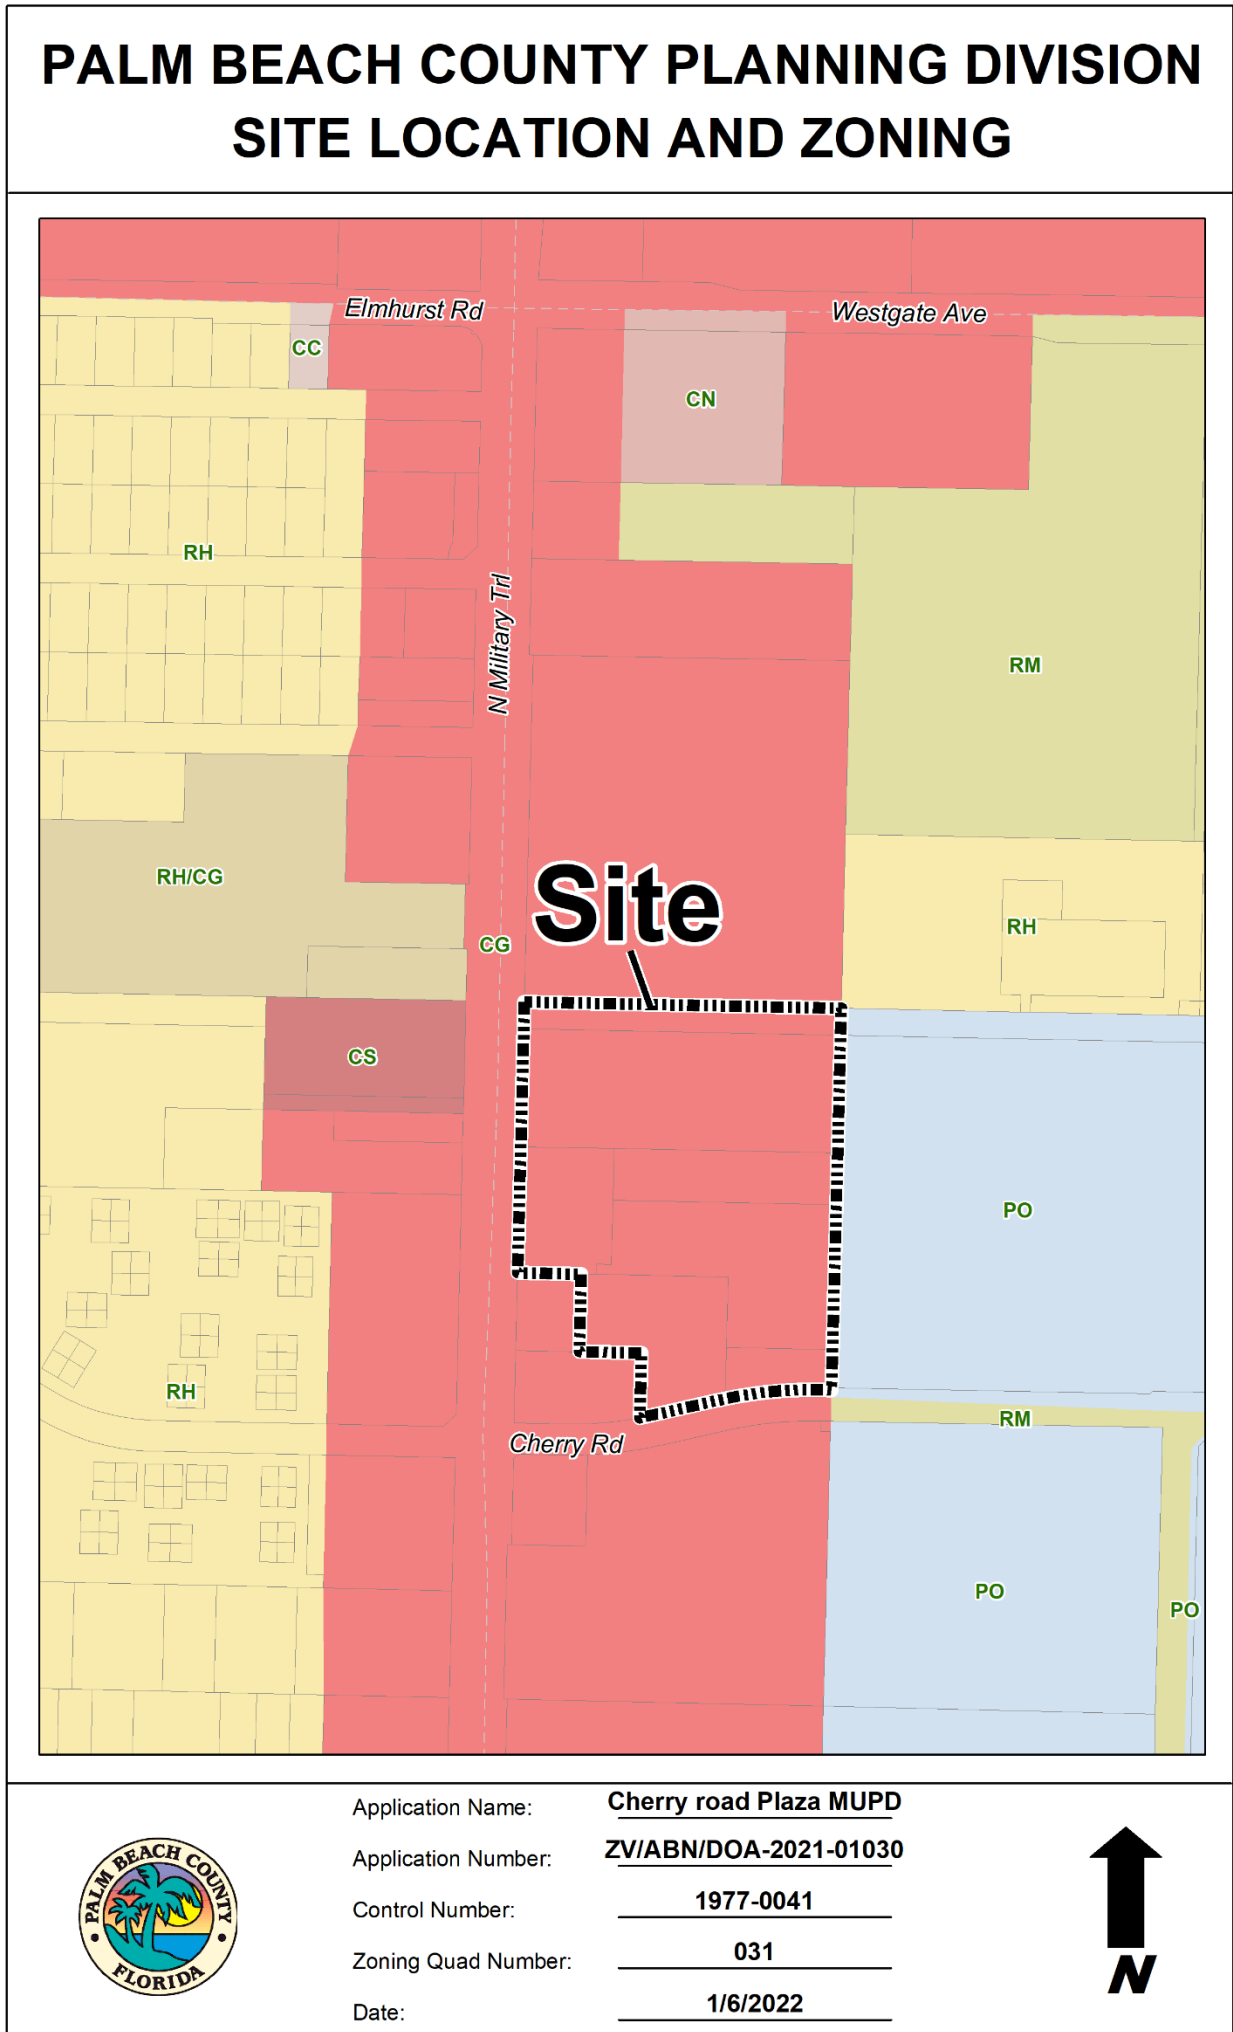 PALM BEACH COUNTY PLANNING DIVISION
SITE LOCATION AND ZONING
Elmhurst Rd
Westgate Ave
CC
CN
RH
N Military Trl
RM
RH/CG
Site
RH
CG
CS
PO
RH
RM
Cherry Rd
PO
PO
Application Name: Cherry road Plaza MUPD
Application Number: ZV/ABN/DOA-2021-01030
Control Number: 1977-0041
Zoning Quad Number: 031
Date: 1/6/2022
PALM BEACH COUNTY
FLORIDA
N